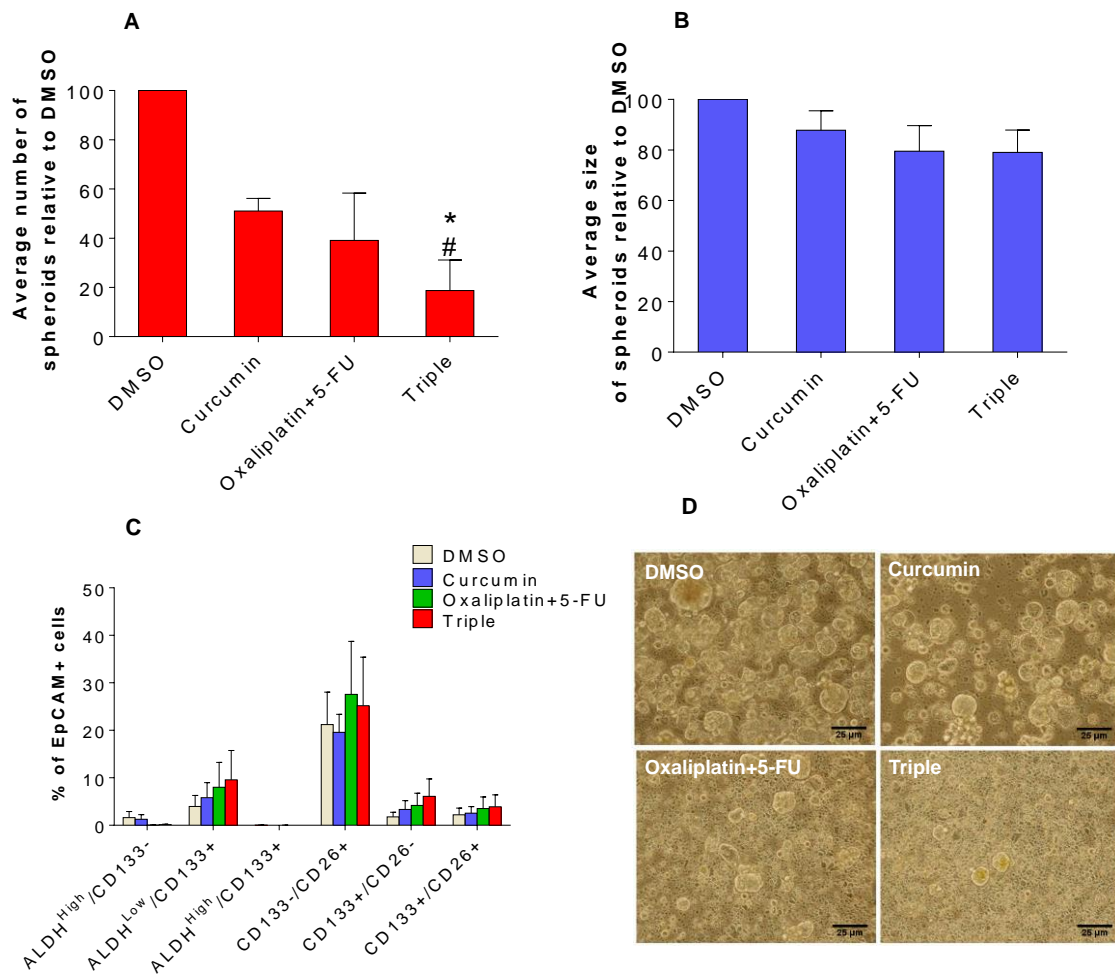 A
Average number of
spheroids relative to DMSO
100
80
60
40
20
0
*
#
DMSO
Curcumin
Oxaliplatin+5-FU
Triple
B
Average size
of spheroids relative to DMSO
100
80
60
40
20
0
DMSO
Curcumin
Oxaliplatin+5-FU
Triple
C
DMSO
Curcumin
Oxaliplatin+5-FU
Triple
% of EpCAM+ cells
50
40
30
20
10
0
ALDHHigh/CD133-
ALDHLow/CD133+
ALDHHigh/CD133+
CD133-/CD26+
CD133+/CD26-
CD133+/CD26+
D
DMSO
25 µm
Curcumin
25 µm
Oxaliplatin+5-FU
25 µm
Triple
25 µm